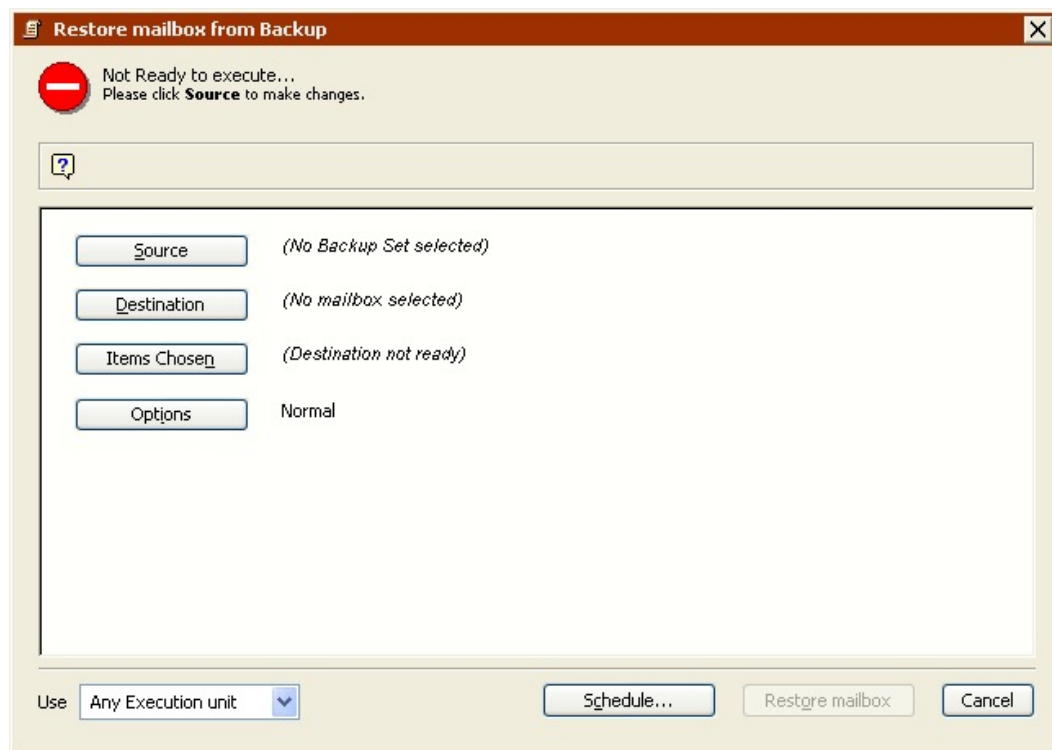 Restore mailbox from Backup
Not Ready to execute...
Please click Source to make changes.
?
Source (No Backup Set selected)
Destination (No mailbox selected)
Items Chosen (Destination not ready)
Options Normal
Use Any Execution unit Schedule... Restore mailbox Cancel